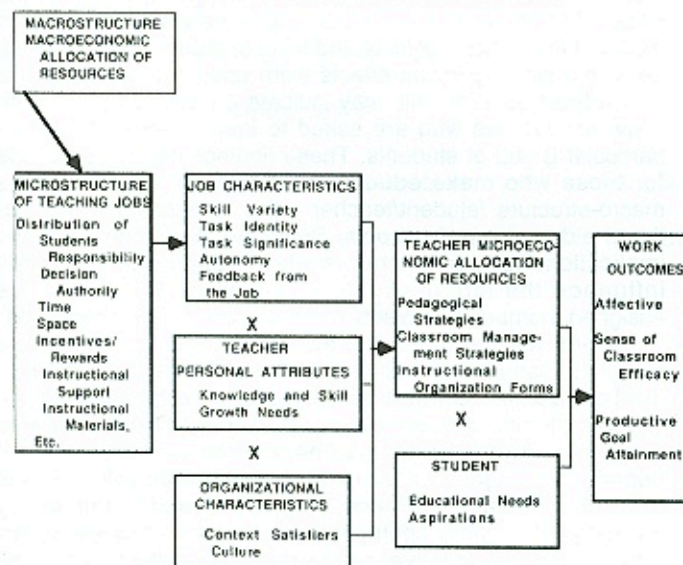 MACROSTRUCTURE
MACROECONOMIC
ALLOCATION OF
RESOURCES
MICROSTRUCTURE
OF TEACHING JOBS
Distribution of
Students
Responsibility
Decision
Authority
Time
Space
Incentives/
Rewards
Instructional
Support
Instructional
Materials,
Etc.
JOB CHARACTERISTICS
Skill Variety
Task Identity
Task Significance
Autonomy
Feedback from
the Job
X
TEACHER
PERSONAL ATTRIBUTES
Knowledge and Skill
Growth Needs
X
ORGANIZATIONAL
CHARACTERISTICS
Context Satisfiers
Culture
TEACHER MICROECO-
NOMIC ALLOCATION
OF RESOURCES
Pedagogical
Strategies
Classroom Manage-
ment Strategies
Instructional
Organization Forms
X
STUDENT
Educational Needs
Aspirations
WORK
OUTCOMES
Affective
Sense of
Classroom
Efficacy
Productive
Goal
Attainment